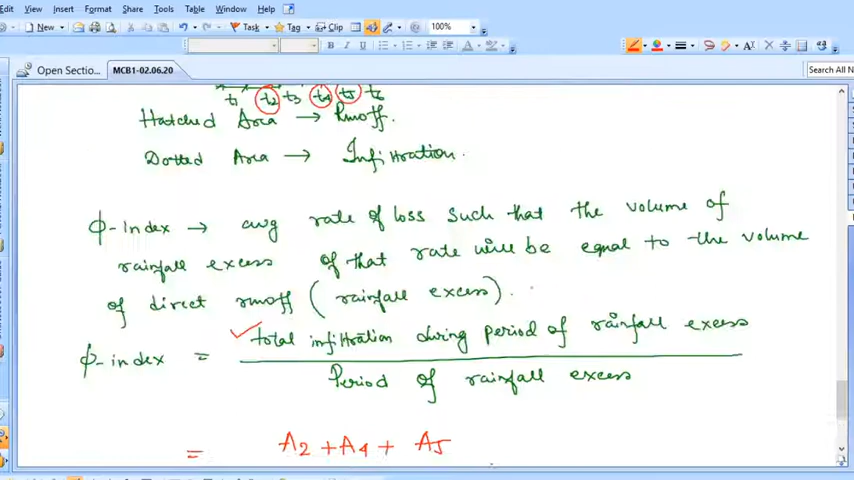 Edit View Insert Format Share Tools Table Window Help
New Task Tag Clip 100%
B I U A
Open Sectio... MCB1-02.06.20 Search All No
t1 t2 t3 t4 t5 t6
Hatched Area → Runoff.
Dotted Area → Infiltration.
ϕ-Index → avg rate of loss such that the volume of
rainfall excess of that rate will be equal to the volume
of direct runoff (rainfall excess).
ϕ-index = total infiltration during period of rainfall excess
Period of rainfall excess
= A2 + A4 + A5